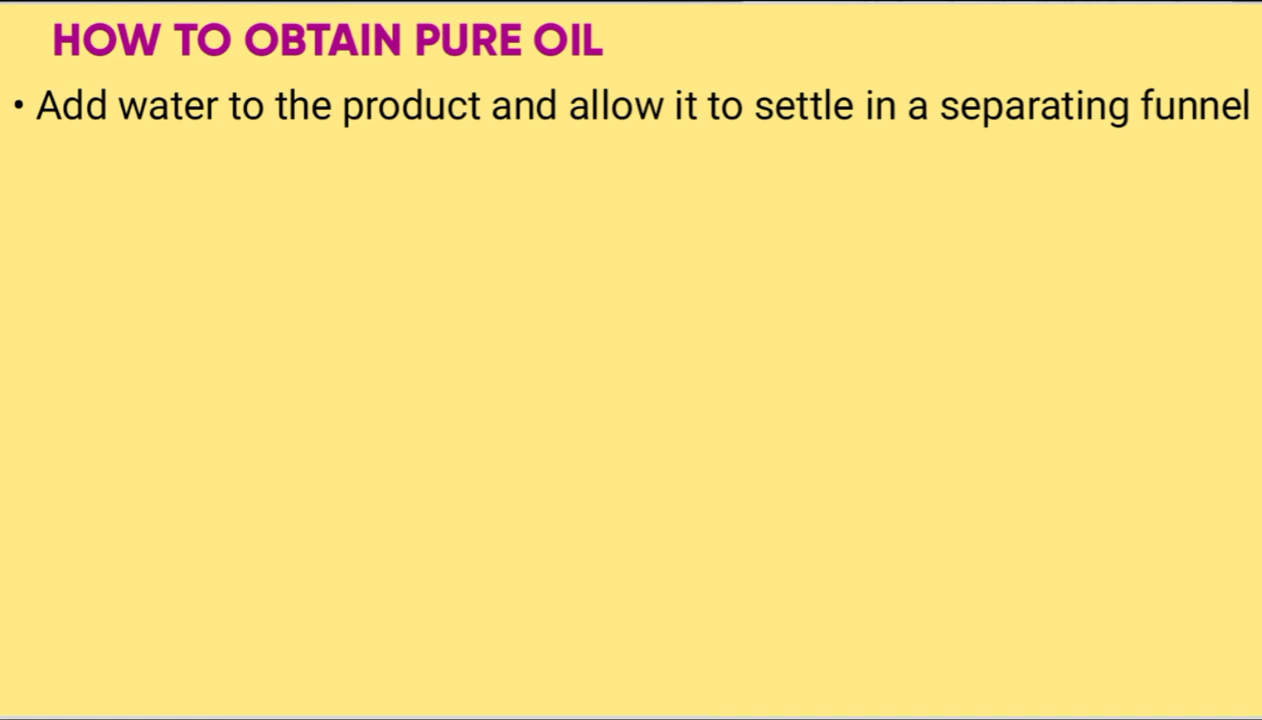 HOW TO OBTAIN PURE OIL
• Add water to the product and allow it to settle in a separating funnel